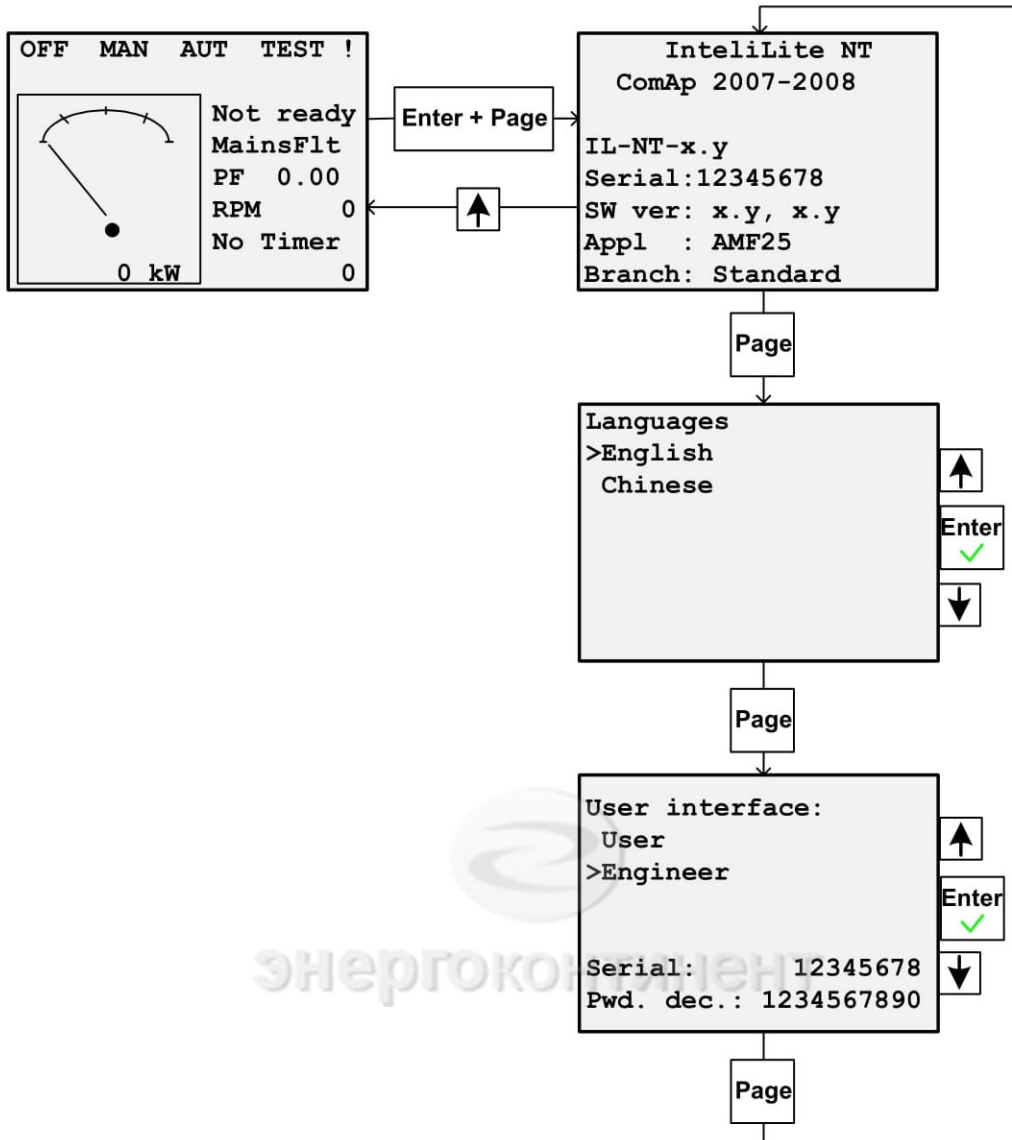 OFF MAN AUT TEST !
Not ready
MainsFlt
PF 0.00
RPM 0
No Timer
0 kW 0
Enter + Page
InteliLite NT
ComAp 2007-2008
IL-NT-x.y
Serial:12345678
SW ver: x.y, x.y
Appl : AMF25
Branch: Standard
Page
Languages
>English
Chinese
Enter
Page
User interface:
User
>Engineer
Enter
Serial: 12345678
Pwd. dec.: 1234567890
энергоконтинент
Page